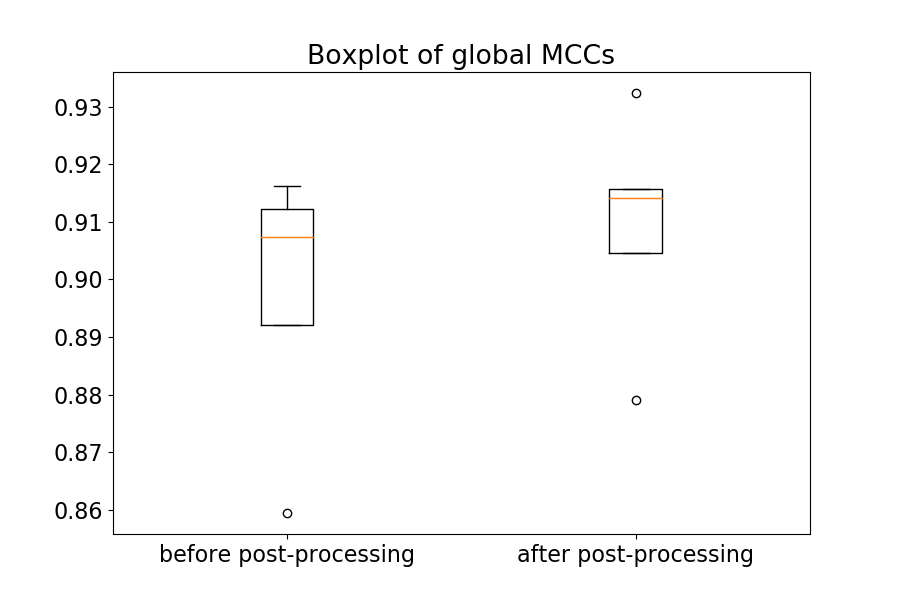 Boxplot of global MCCs
0.93
0.92
0.91
0.90
0.89
0.88
0.87
0.86
before post-processing
after post-processing